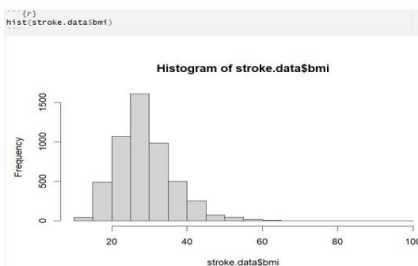 ```{r}
hist(stroke.data$bmi)
```
Histogram of stroke.data$bmi
Frequency
1500
1000
500
0
20 40 60 80 100
stroke.data$bmi